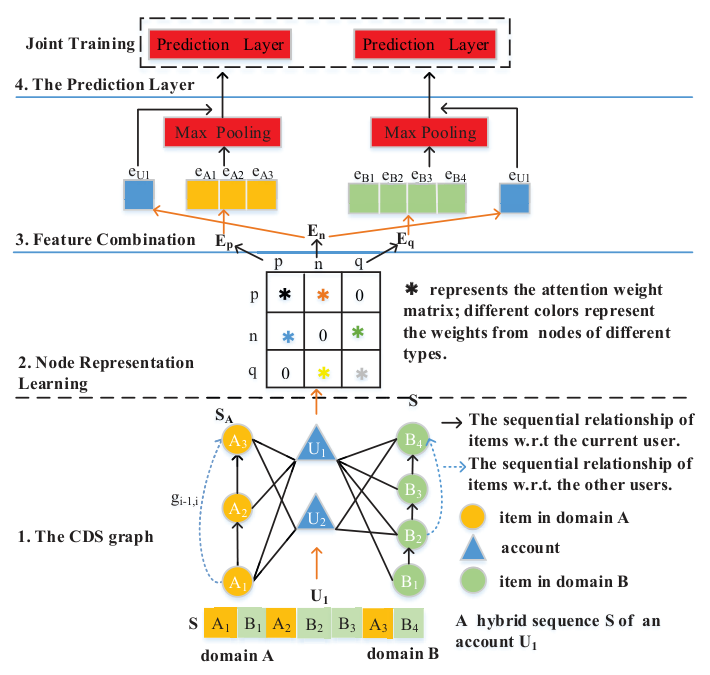 Joint Training
Prediction Layer
Prediction Layer
4. The Prediction Layer
Max Pooling
Max Pooling
eU1
eA1 eA2 eA3
eB1 eB2 eB3 eB4
eU1
3. Feature Combination
Ep
En
Eq
p n q
p * * 0
n * 0 *
q 0 * *
* represents the attention weight
matrix; different colors represent
the weights from nodes of different
types.
2. Node Representation
Learning
SA
S
A3
A2
A1
gi-1,i
U1
U2
B4
B3
B2
B1
The sequential relationship of
items w.r.t the current user.
The sequential relationship of
items w.r.t. the other users.
item in domain A
account
item in domain B
1. The CDS graph
U1
S A1 B1 A2 B2 B3 A3 B4
domain A
domain B
A hybrid sequence S of an
account U1